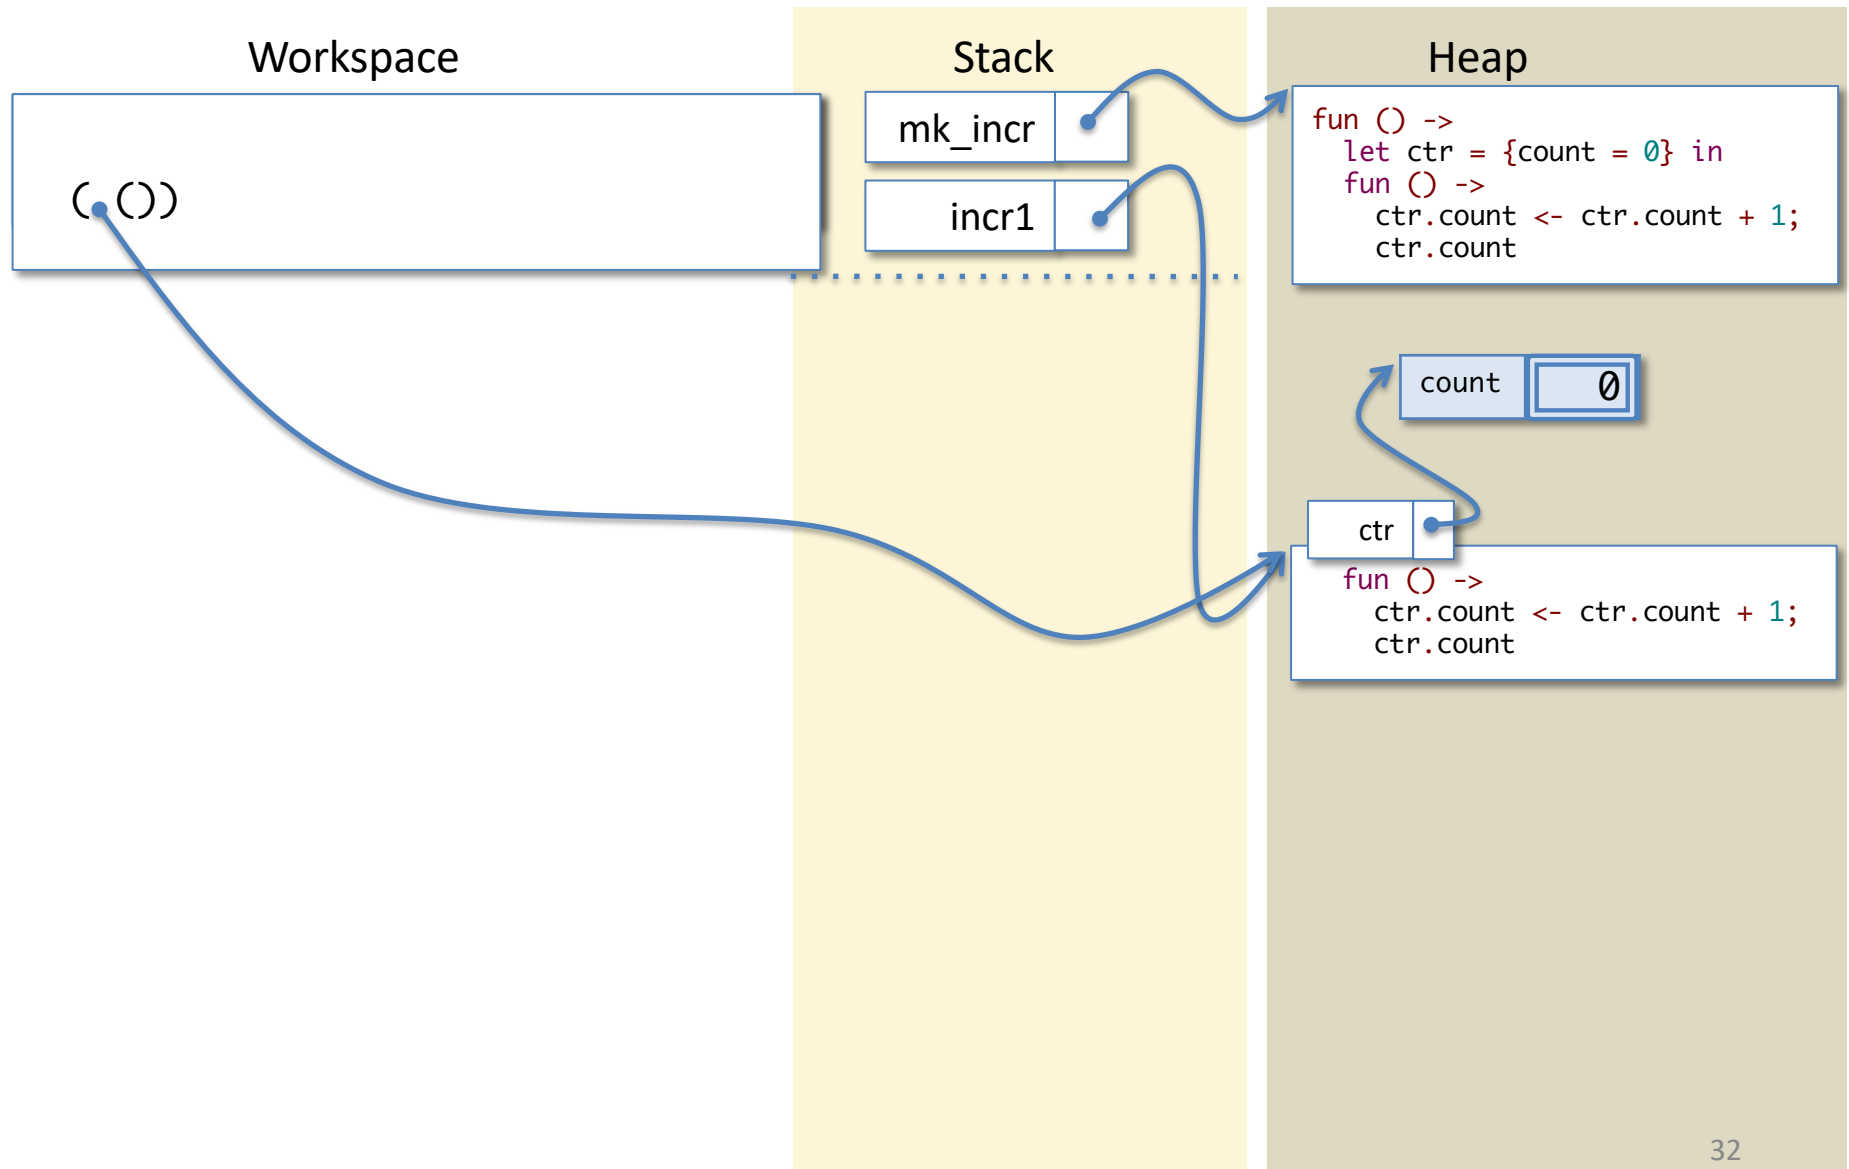 Workspace
( ())
Stack
mk_incr
incr1
Heap
fun () ->
let ctr = {count = 0} in
fun () ->
ctr.count <- ctr.count + 1;
ctr.count
count 0
ctr
fun () ->
ctr.count <- ctr.count + 1;
ctr.count
32